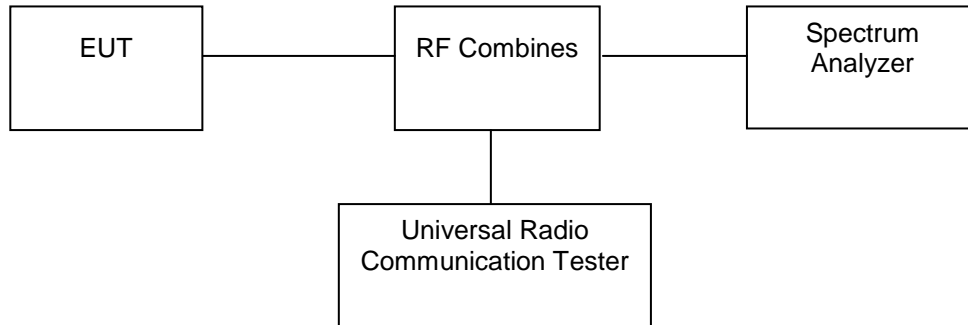 EUT
RF Combines
Spectrum
Analyzer
Universal Radio
Communication Tester